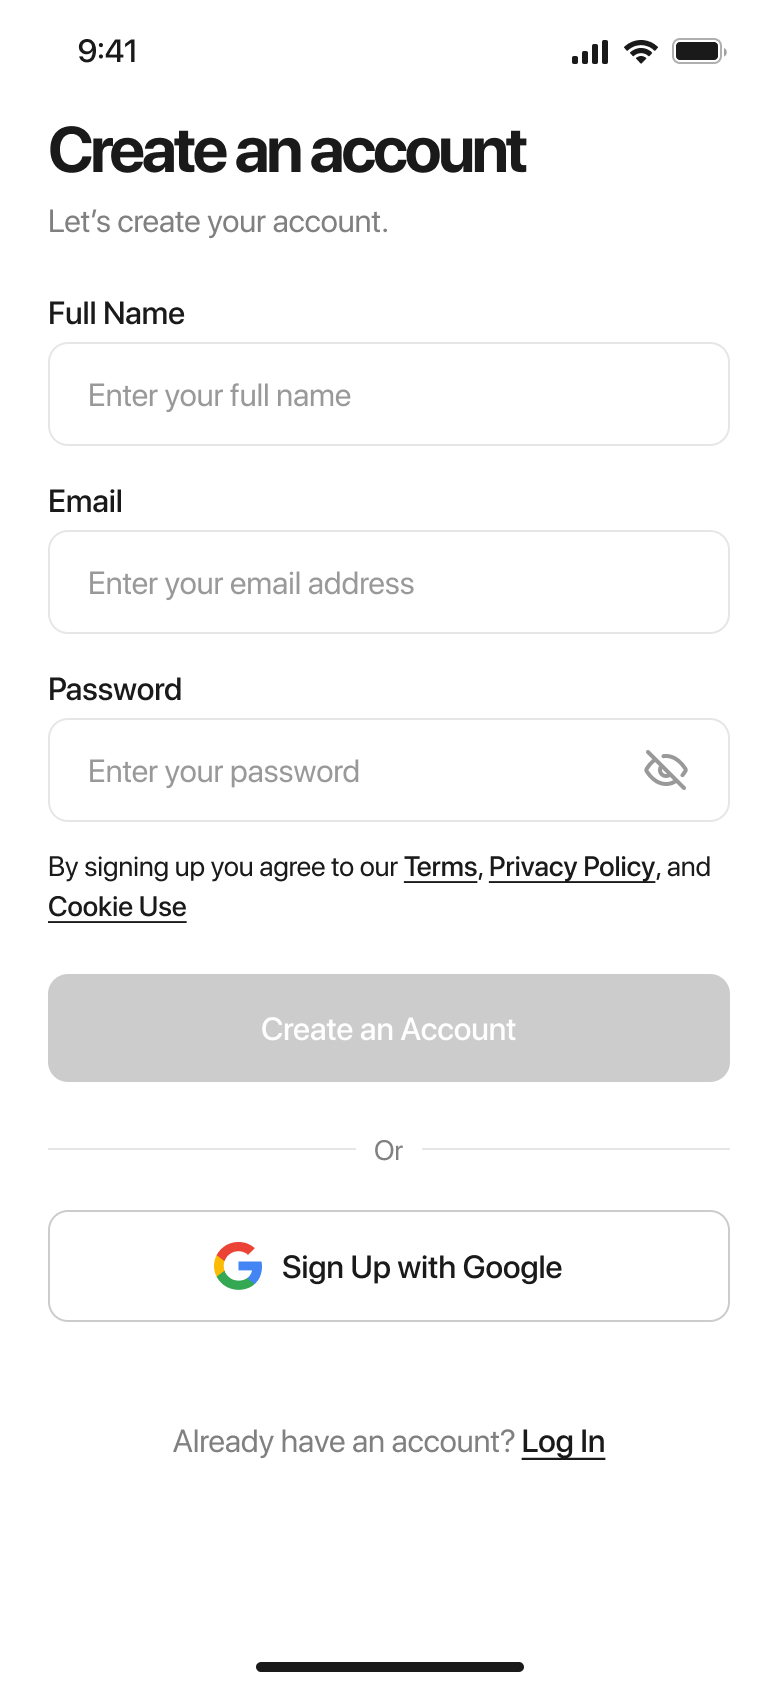 9:41
Create an account
Let’s create your account.
Full Name
Enter your full name
Email
Enter your email address
Password
Enter your password
By signing up you agree to our Terms, Privacy Policy, and
Cookie Use
Create an Account
Or
Sign Up with Google
Already have an account? Log In